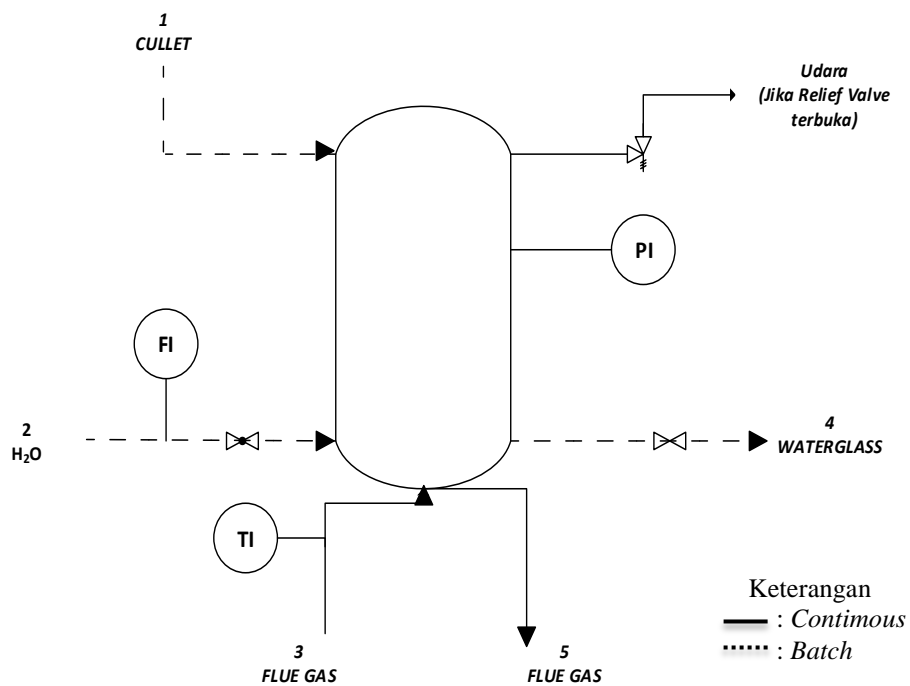 1
CULLET
Udara
(Jika Relief Valve
terbuka)
PI
FI
2
H₂O
4
WATERGLASS
TI
3
FLUE GAS
5
FLUE GAS
Keterangan
: Contimous
: Batch